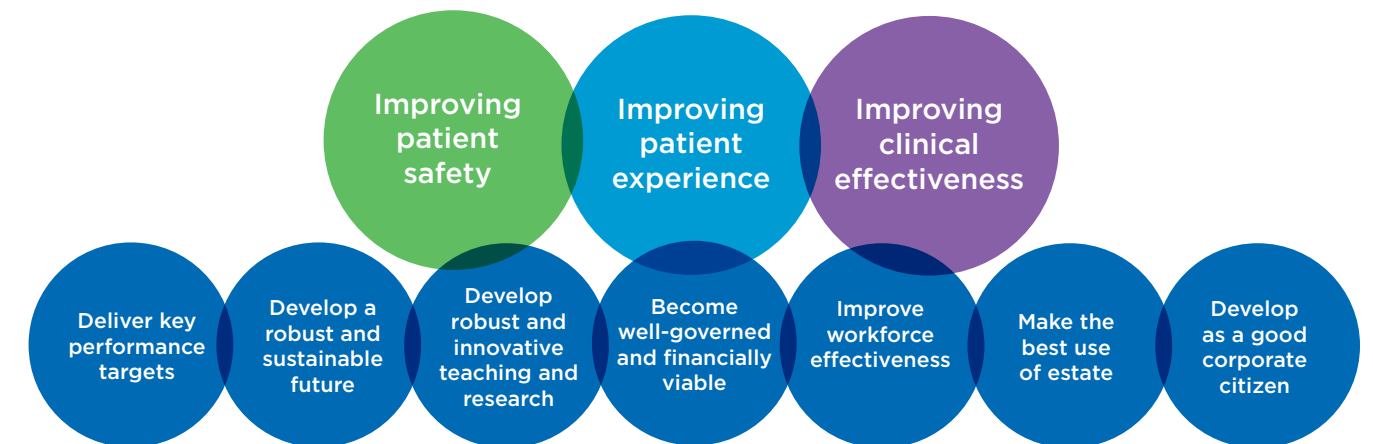 Improving
patient
safety
Improving
patient
experience
Improving
clinical
effectiveness
Deliver key
performance
targets
Develop a
robust and
sustainable
future
Develop
robust and
innovative
teaching and
research
Become
well-governed
and financially
viable
Improve
workforce
effectiveness
Make the
best use
of estate
Develop
as a good
corporate
citizen